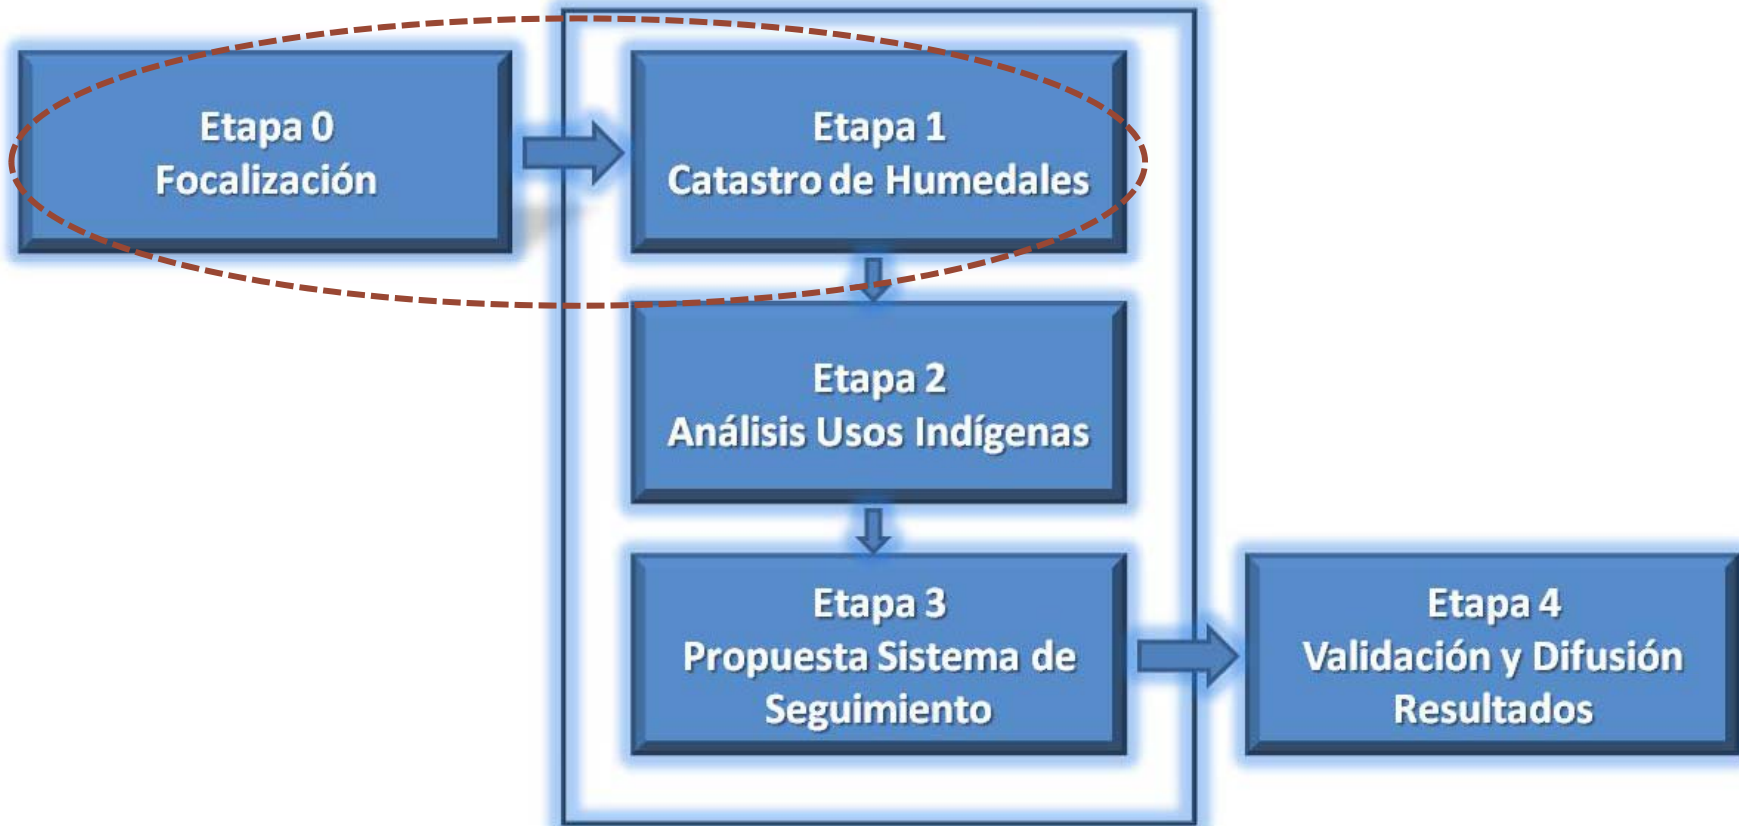 Etapa 0
Focalización
Etapa 1
Catastro de Humedales
Etapa 2
Análisis Usos Indígenas
Etapa 3
Propuesta Sistema de
Seguimiento
Etapa 4
Validación y Difusión
Resultados